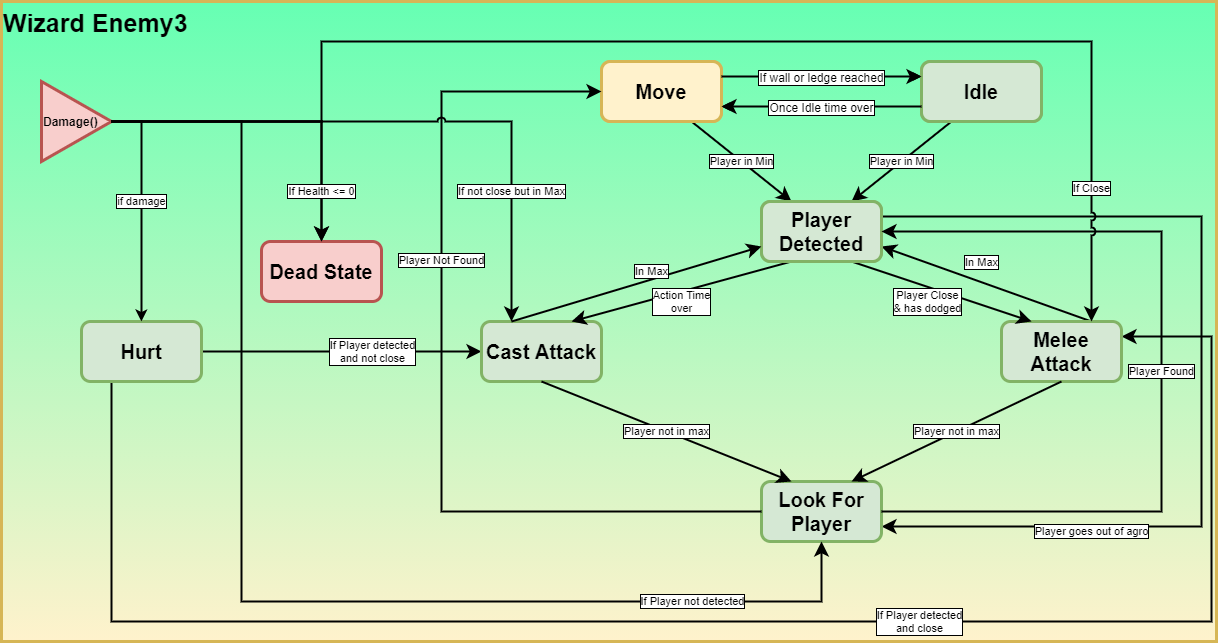 Wizard Enemy3
Move
If wall or ledge reached
Idle
Once Idle time over
Damage()
Player in Min
Player in Min
if damage
If Health <= 0
If not close but in Max
If Close
Player
Detected
Player Not Found
Dead State
In Max
In Max
Action Time
over
Player Close
& has dodged
Hurt
If Player detected
and not close
Cast Attack
Melee
Attack
Player Found
Player not in max
Player not in max
Look For
Player
Player goes out of agro
If Player not detected
If Player detected
and close